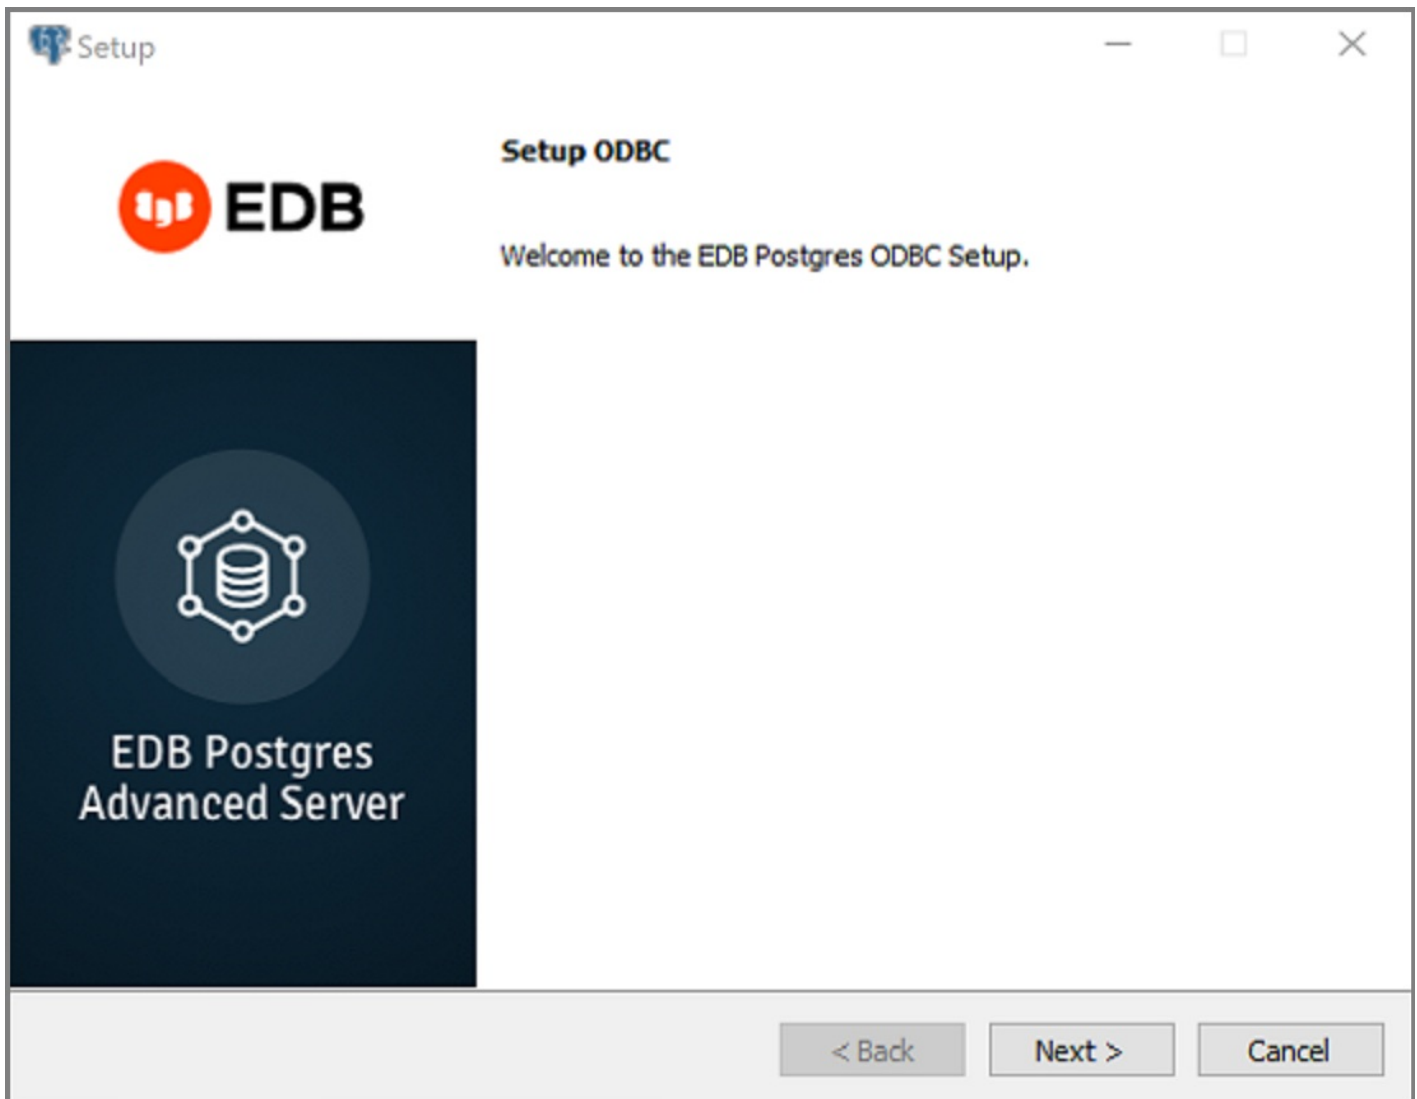 Setup
EDB
Setup ODBC
Welcome to the EDB Postgres ODBC Setup.
EDB Postgres
Advanced Server
< Back
Next >
Cancel